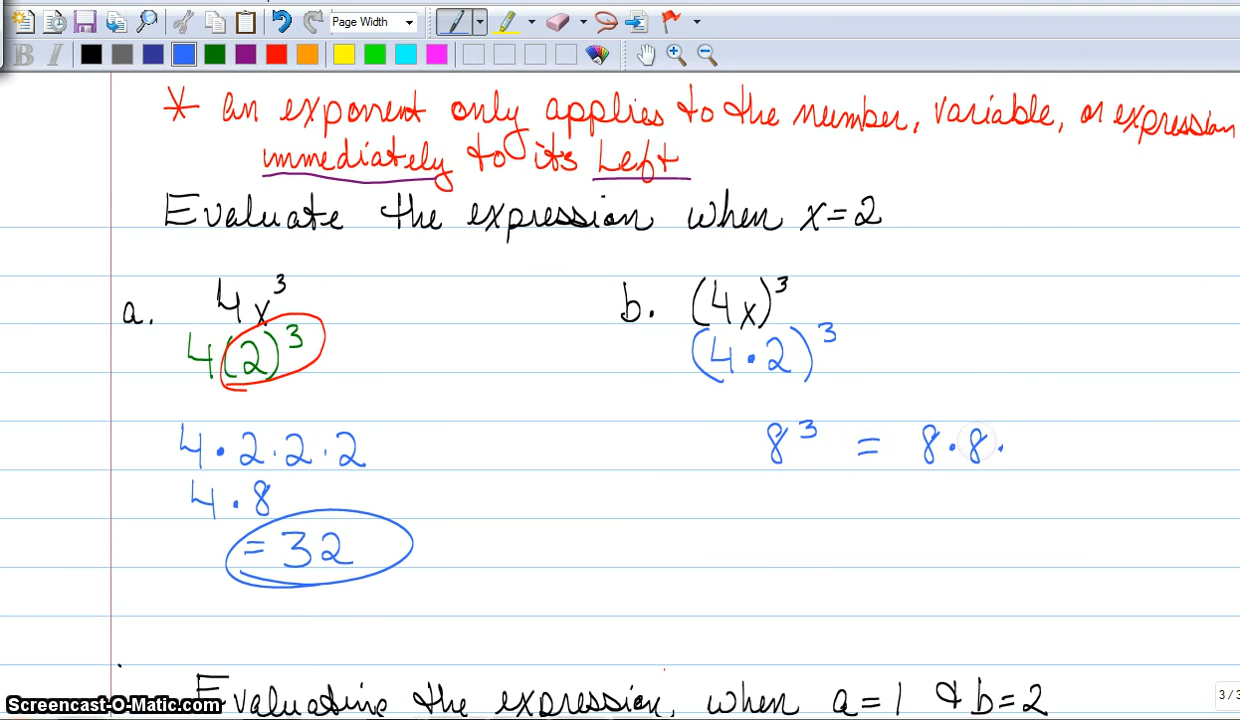 Page Width
B I
* an exponent only applies to the number, variable, or expression
immediately to its Left
Evaluate the expression when x=2
a. 4x³
4(2)³
4·2·2·2
4·8
=32
b. (4x)³
(4·2)³
8³ = 8·8·
Evaluating the expression, when a=1 & b=2
Screencast-O-Matic.com
3/3